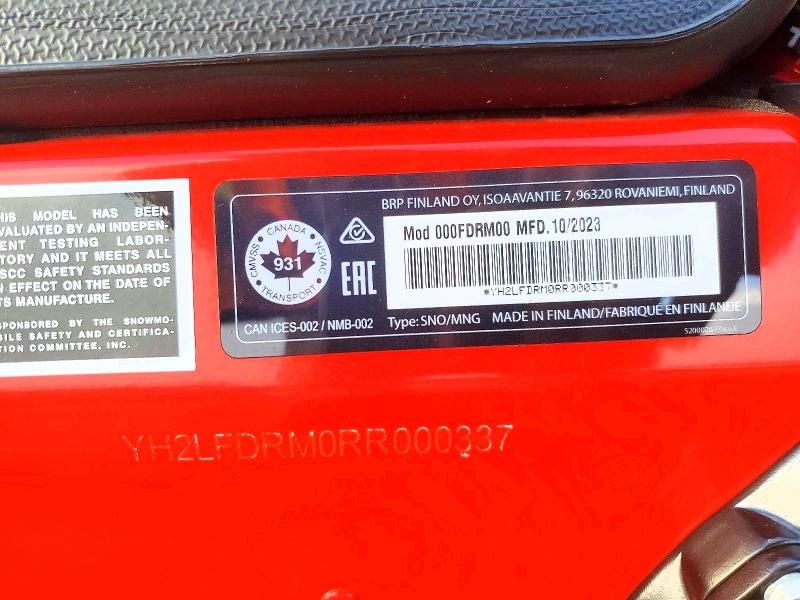 HIS MODEL HAS BEEN
VALUATED BY AN INDEPEN-
ENT TESTING LABOR-
TORY AND IT MEETS ALL
SCC SAFETY STANDARDS
N EFFECT ON THE DATE OF
TS MANUFACTURE.
PONSORED BY THE SNOWMO-
BILE SAFETY AND CERTIFICA-
TION COMMITTEE, INC.
BRP FINLAND OY, ISOAAVANTIE 7, 96320 ROVANIEMI, FINLAND
CANADA
CMVSS
NSVAC
931
TRANSPORT
EAC
Mod 000FDRM00 MFD. 10/2023
*YH2LFDRM0RR000337*
CAN ICES-002 / NMB-002
Type: SNO/MNG
MADE IN FINLAND/FABRIQUE EN FINLANDE
YH2LFDRM0RR000337